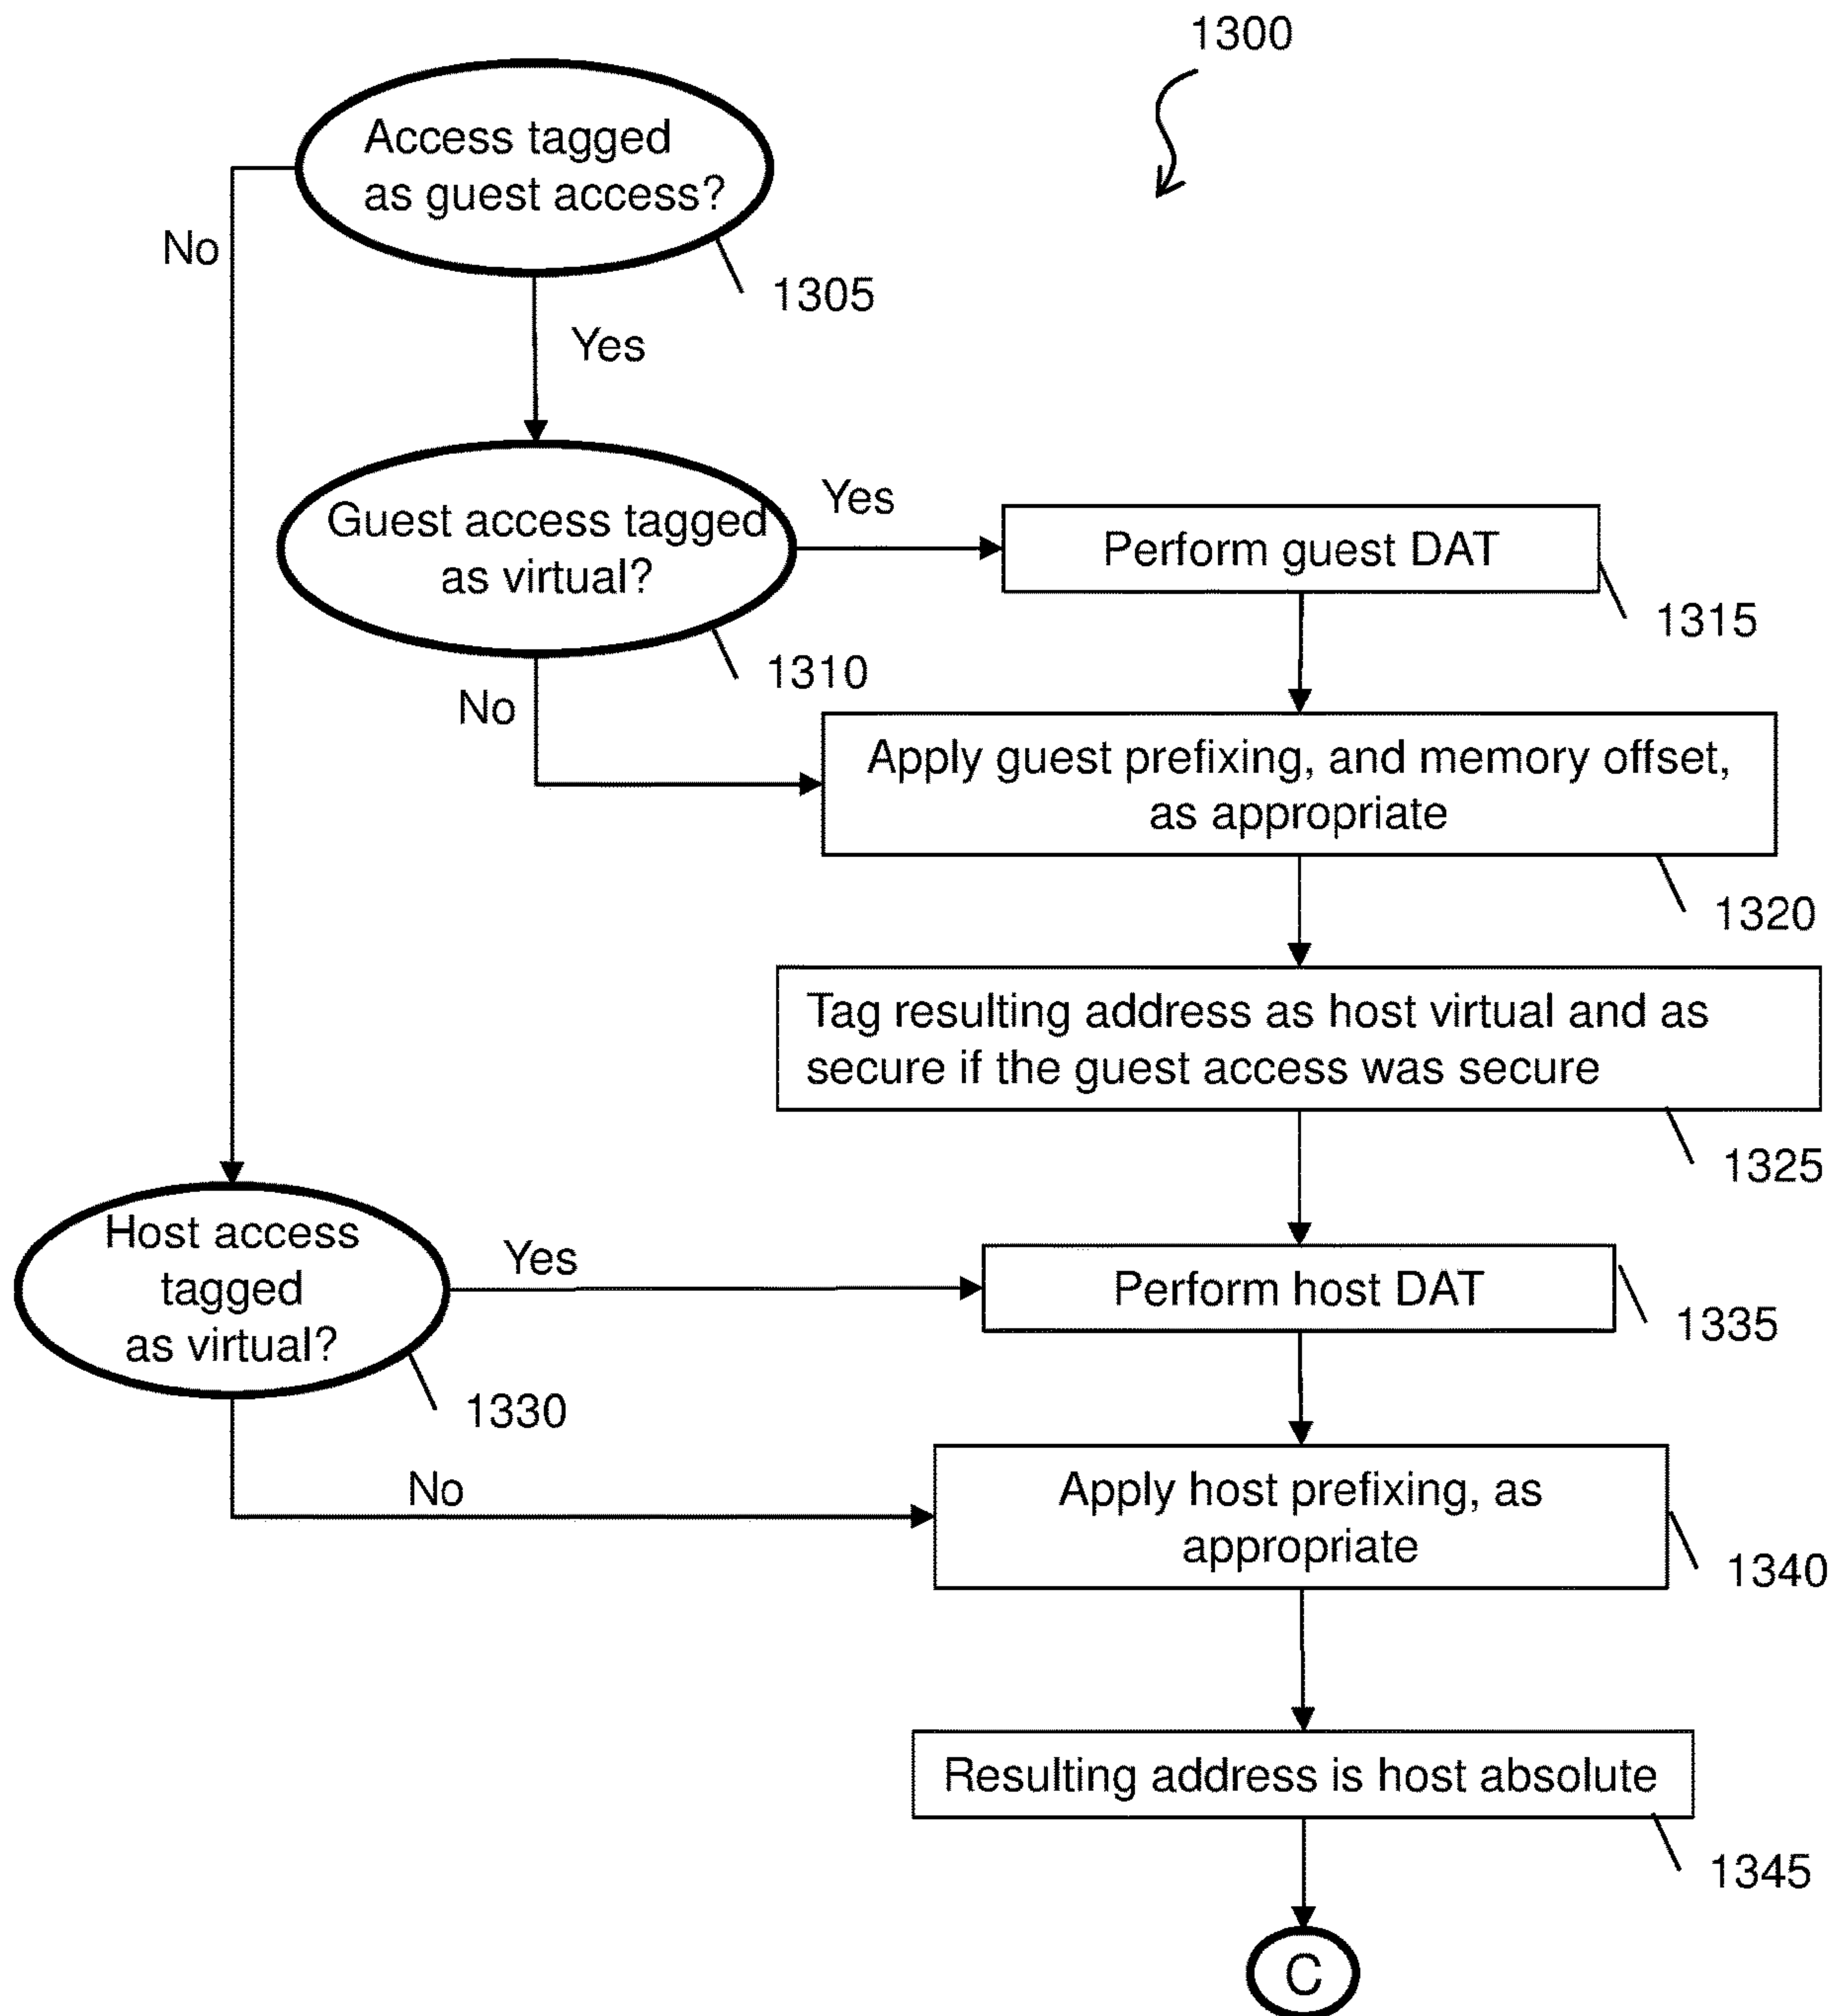 1300
Access tagged
as guest access?
No
1305
Yes
Guest access tagged
as virtual?
Yes
Perform guest DAT
1315
1310
No
Apply guest prefixing, and memory offset,
as appropriate
1320
Tag resulting address as host virtual and as
secure if the guest access was secure
1325
Host access
tagged
as virtual?
Yes
Perform host DAT
1335
1330
No
Apply host prefixing, as
appropriate
1340
Resulting address is host absolute
1345
C